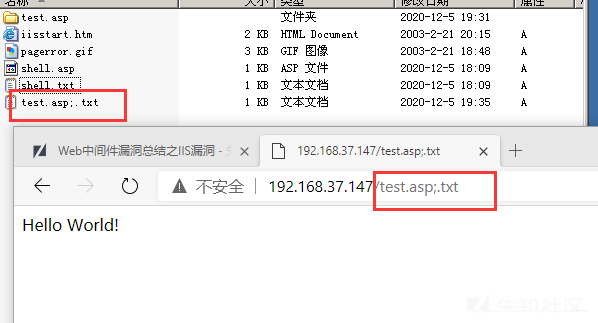 名称 大小 类型 修改日期 属性
test.asp 文件夹 2020-12-5 19:31
iisstart.htm 2 KB HTML Document 2003-2-21 20:15 A
pagerror.gif 3 KB GIF 图像 2003-2-21 18:48 A
shell.asp 1 KB ASP 文件 2020-12-5 18:09 A
shell.txt 1 KB 文本文档 2020-12-5 18:09 A
test.asp;.txt 1 KB 文本文档 2020-12-5 19:35 A
Web中间件漏洞总结之IIS漏洞 - 192.168.37.147/test.asp;.txt
不安全 192.168.37.147/test.asp;.txt
Hello World!
先知社区